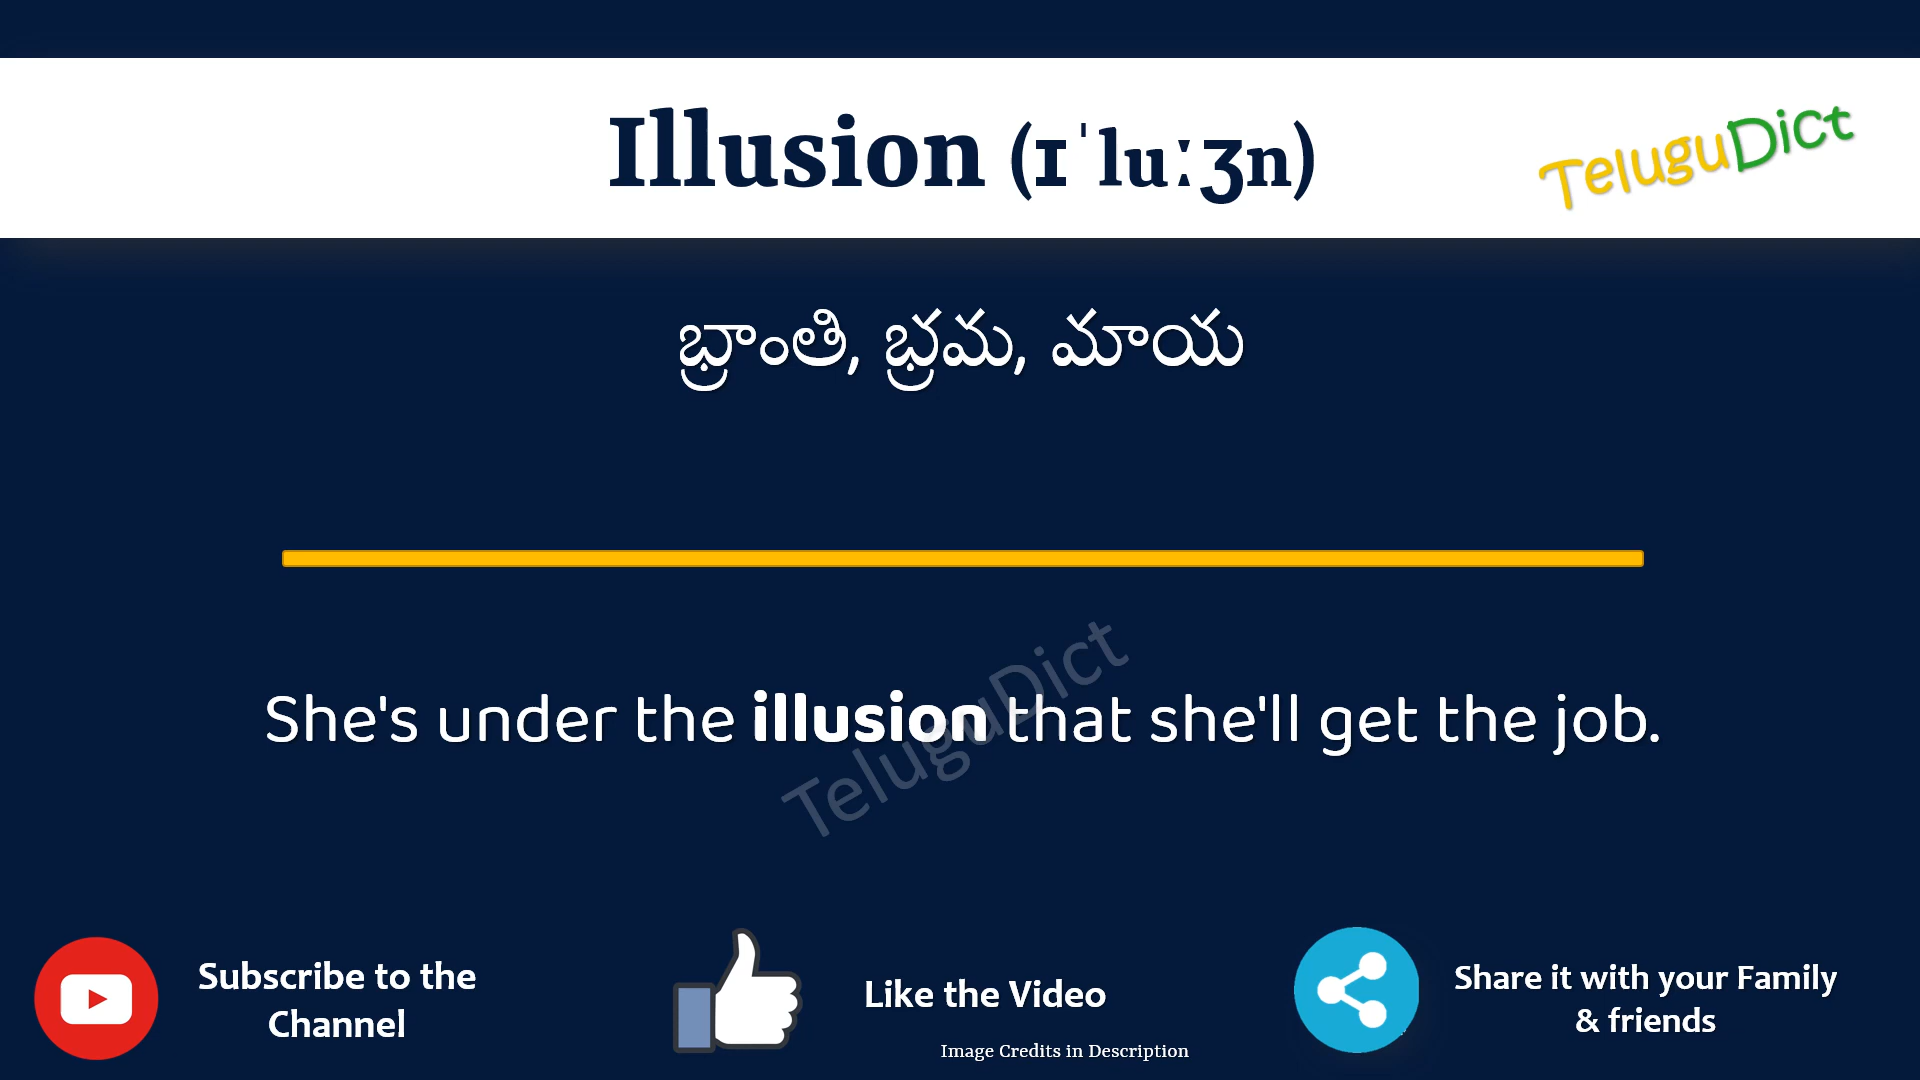 Illusion (ɪˈluːʒn)
TeluguDict
భ్రాంతి, భ్రమ, మాయ
She's under the illusion that she'll get the job.
TeluguDict
Subscribe to the
Channel
Like the Video
Share it with your Family
& friends
Image Credits in Description